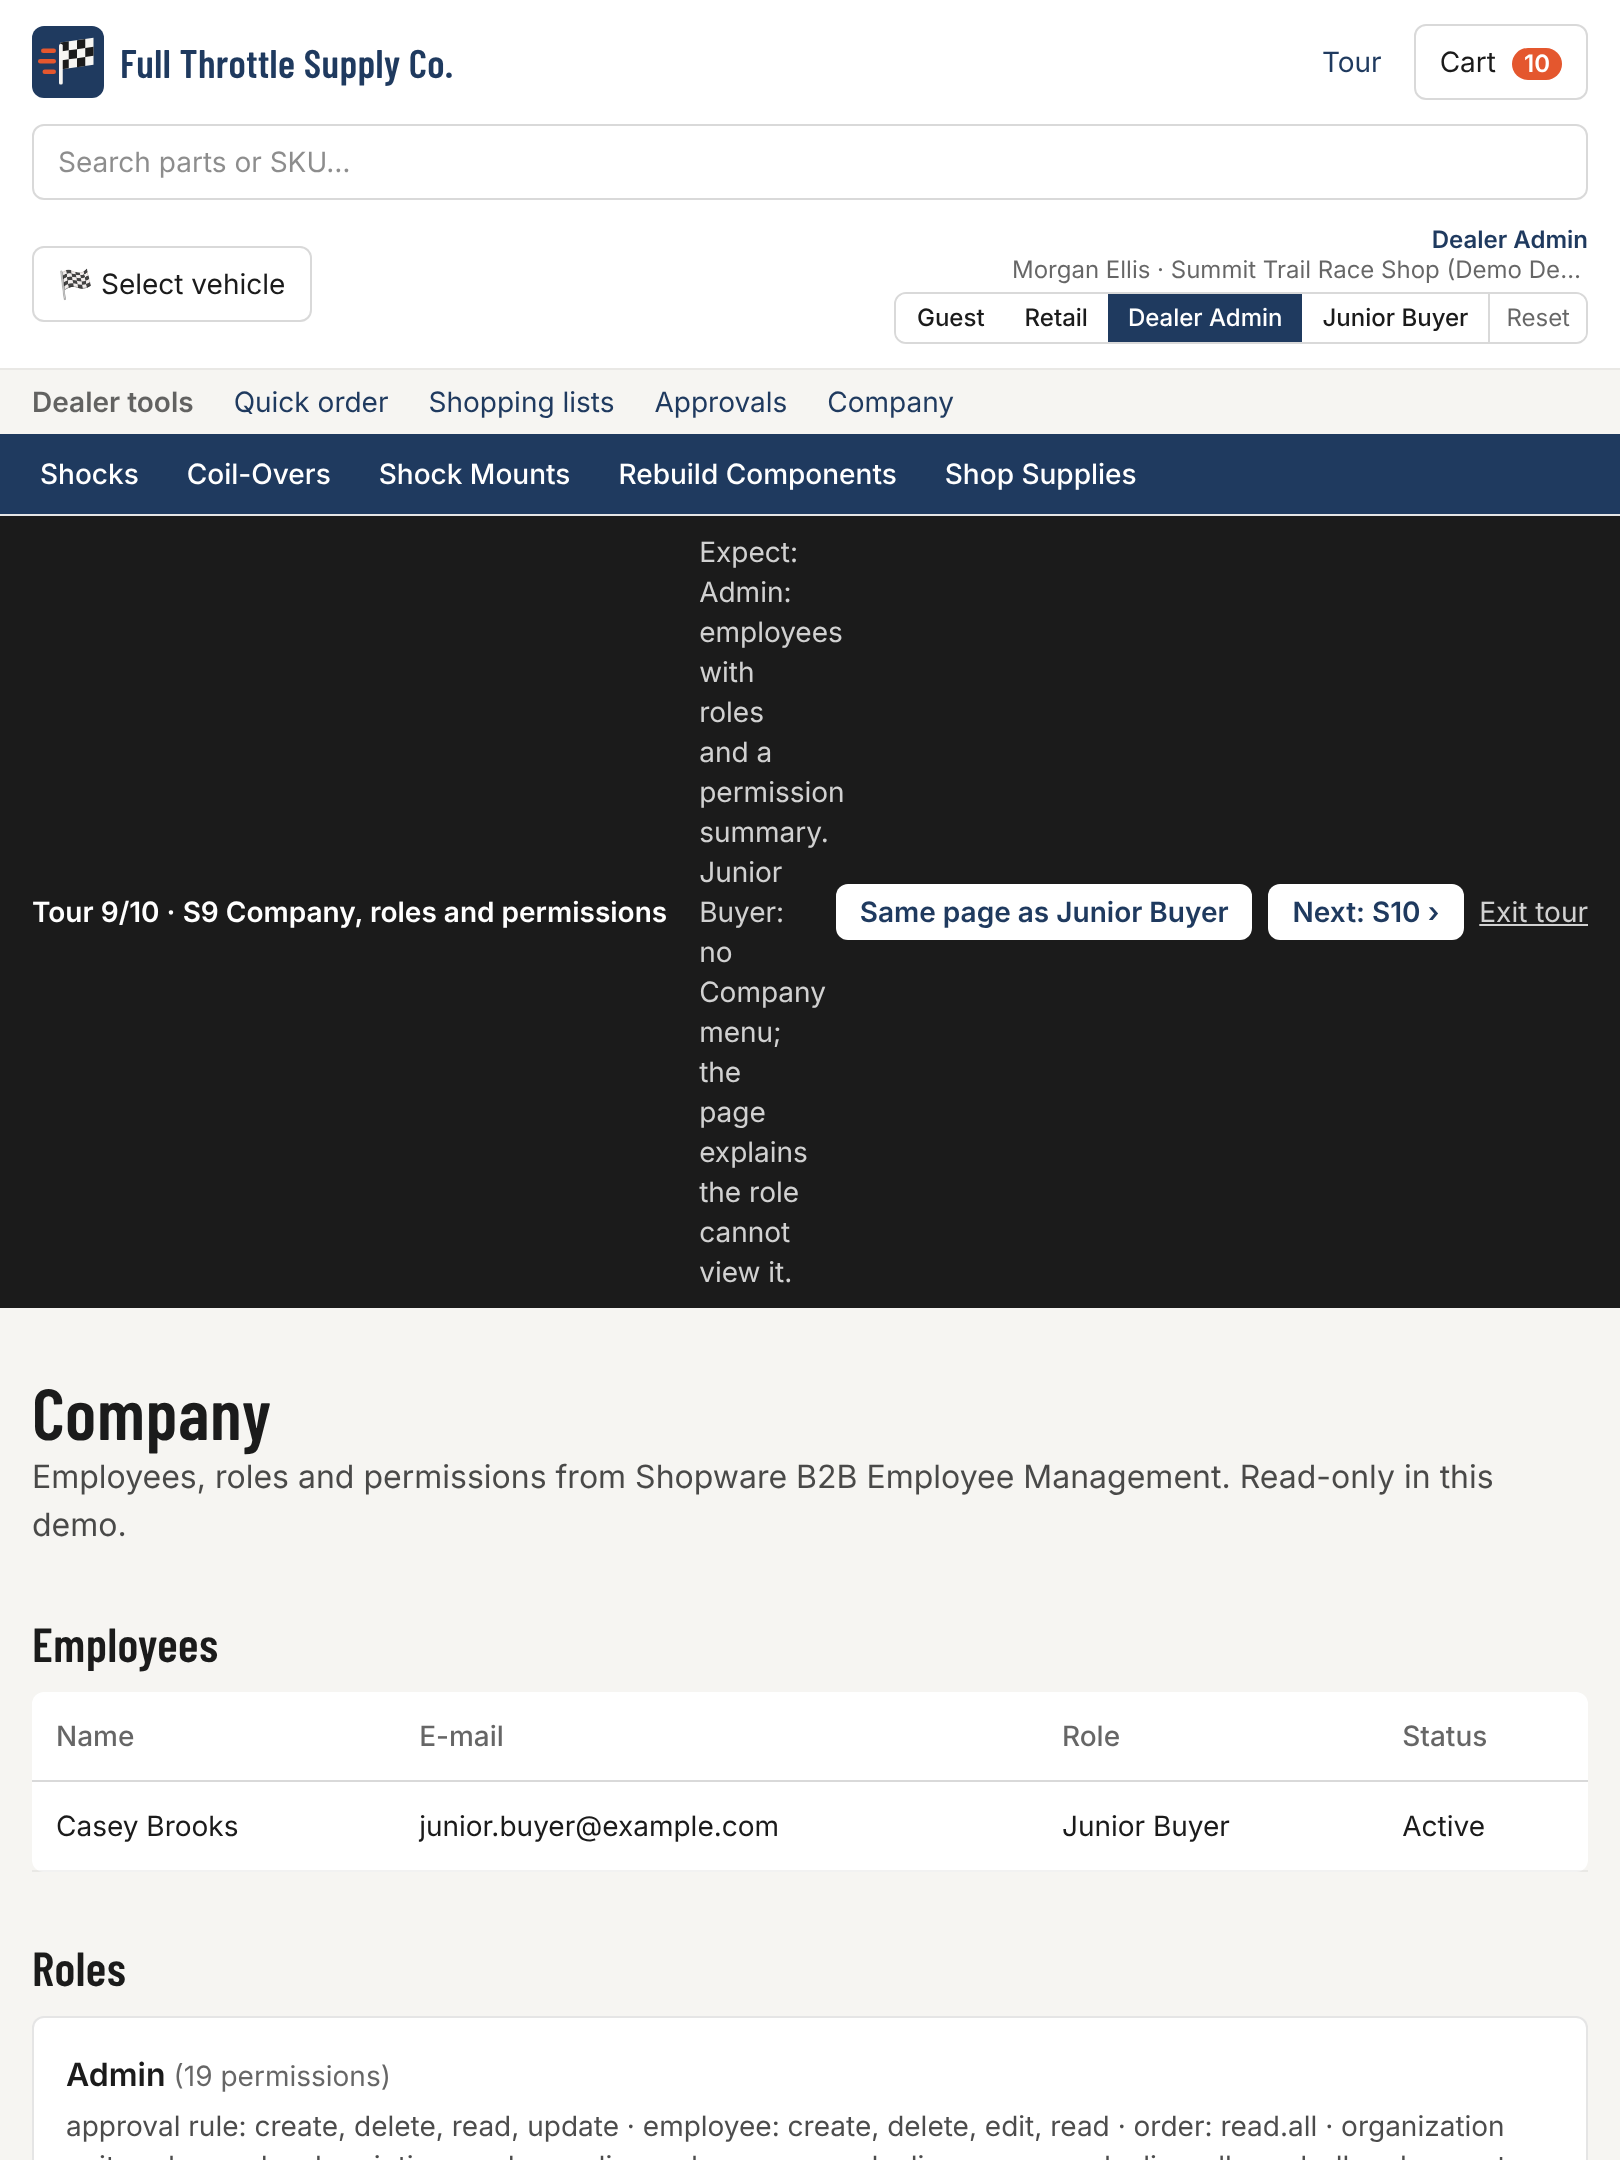 Full Throttle Supply Co.
Tour
Cart 10
Search parts or SKU...
Select vehicle
Dealer Admin
Morgan Ellis · Summit Trail Race Shop (Demo De...
Guest Retail Dealer Admin Junior Buyer Reset
Dealer tools Quick order Shopping lists Approvals Company
Shocks Coil-Overs Shock Mounts Rebuild Components Shop Supplies
Tour 9/10 · S9 Company, roles and permissions
Expect:
Admin:
employees
with
roles
and a
permission
summary.
Junior
Buyer:
no
Company
menu;
the
page
explains
the role
cannot
view it.
Same page as Junior Buyer
Next: S10 ›
Exit tour
Company
Employees, roles and permissions from Shopware B2B Employee Management. Read-only in this
demo.
Employees
Name E-mail Role Status
Casey Brooks junior.buyer@example.com Junior Buyer Active
Roles
Admin (19 permissions)
approval rule: create, delete, read, update · employee: create, delete, edit, read · order: read.all · organization